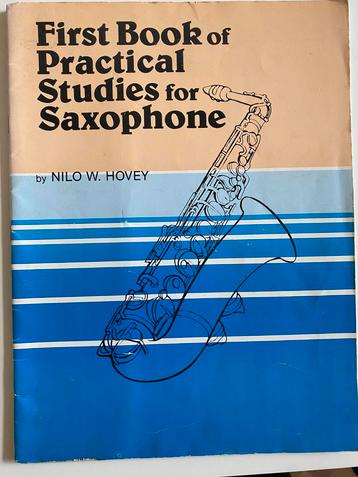 First Book of
Practical
Studies for
Saxophone
by NILO W. HOVEY